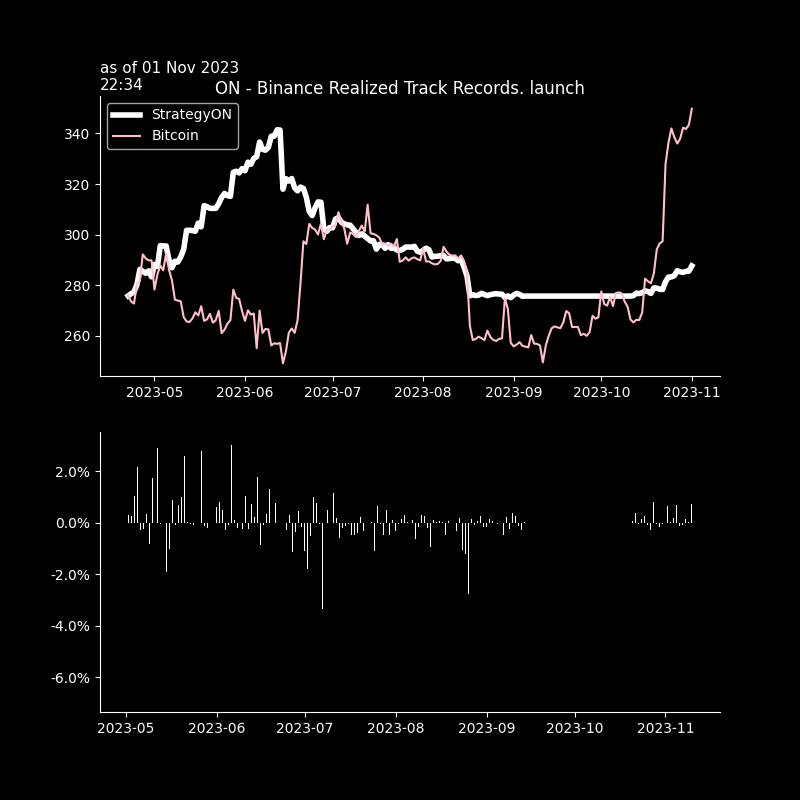 as of 01 Nov 2023
22:34
ON - Binance Realized Track Records. launch
StrategyON
Bitcoin
340
320
300
280
260
2023-05 2023-06 2023-07 2023-08 2023-09 2023-10 2023-11
2.0%
0.0%
-2.0%
-4.0%
-6.0%
2023-05 2023-06 2023-07 2023-08 2023-09 2023-10 2023-11